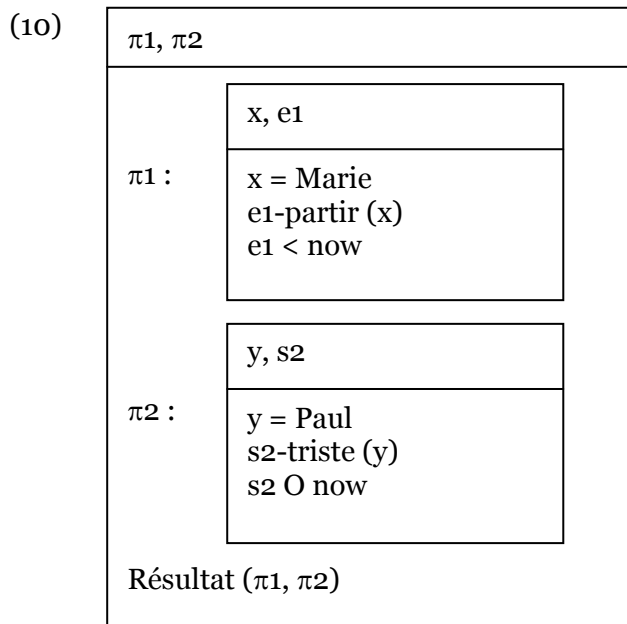 (10)
π1, π2
x, e1
π1 :
x = Marie
e1-partir (x)
e1 < now
y, s2
π2 :
y = Paul
s2-triste (y)
s2 O now
Résultat (π1, π2)